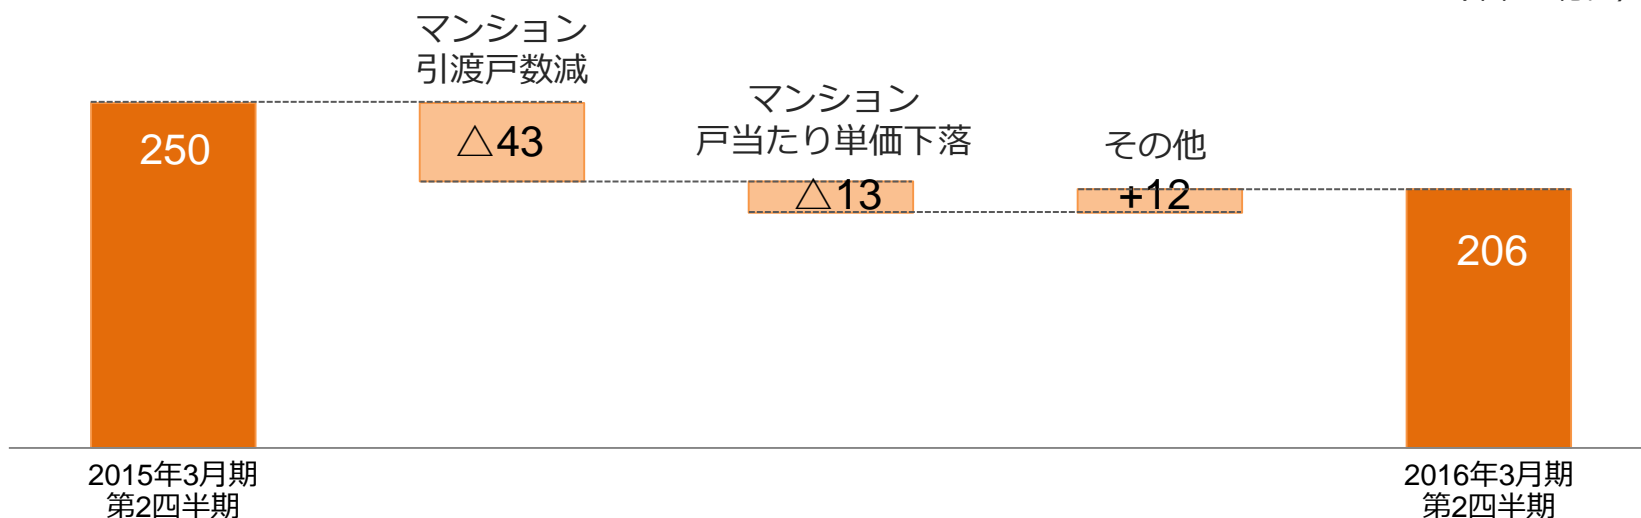 マンション
引渡戸数減
マンション
戸当たり単価下落
その他
250
△43
△13
+12
206
2015年3月期
第2四半期
2016年3月期
第2四半期